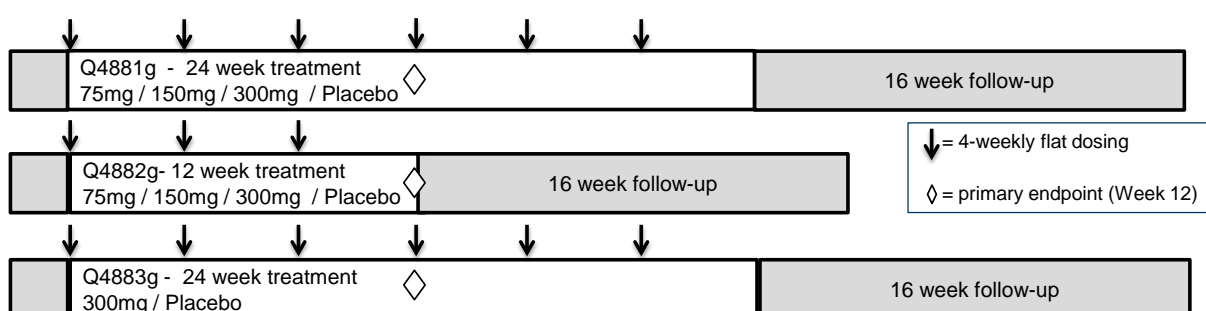 Q4881g - 24 week treatment
75mg / 150mg / 300mg / Placebo
16 week follow-up
Q4882g- 12 week treatment
75mg / 150mg / 300mg / Placebo
16 week follow-up
= 4-weekly flat dosing
= primary endpoint (Week 12)
Q4883g - 24 week treatment
300mg / Placebo
16 week follow-up